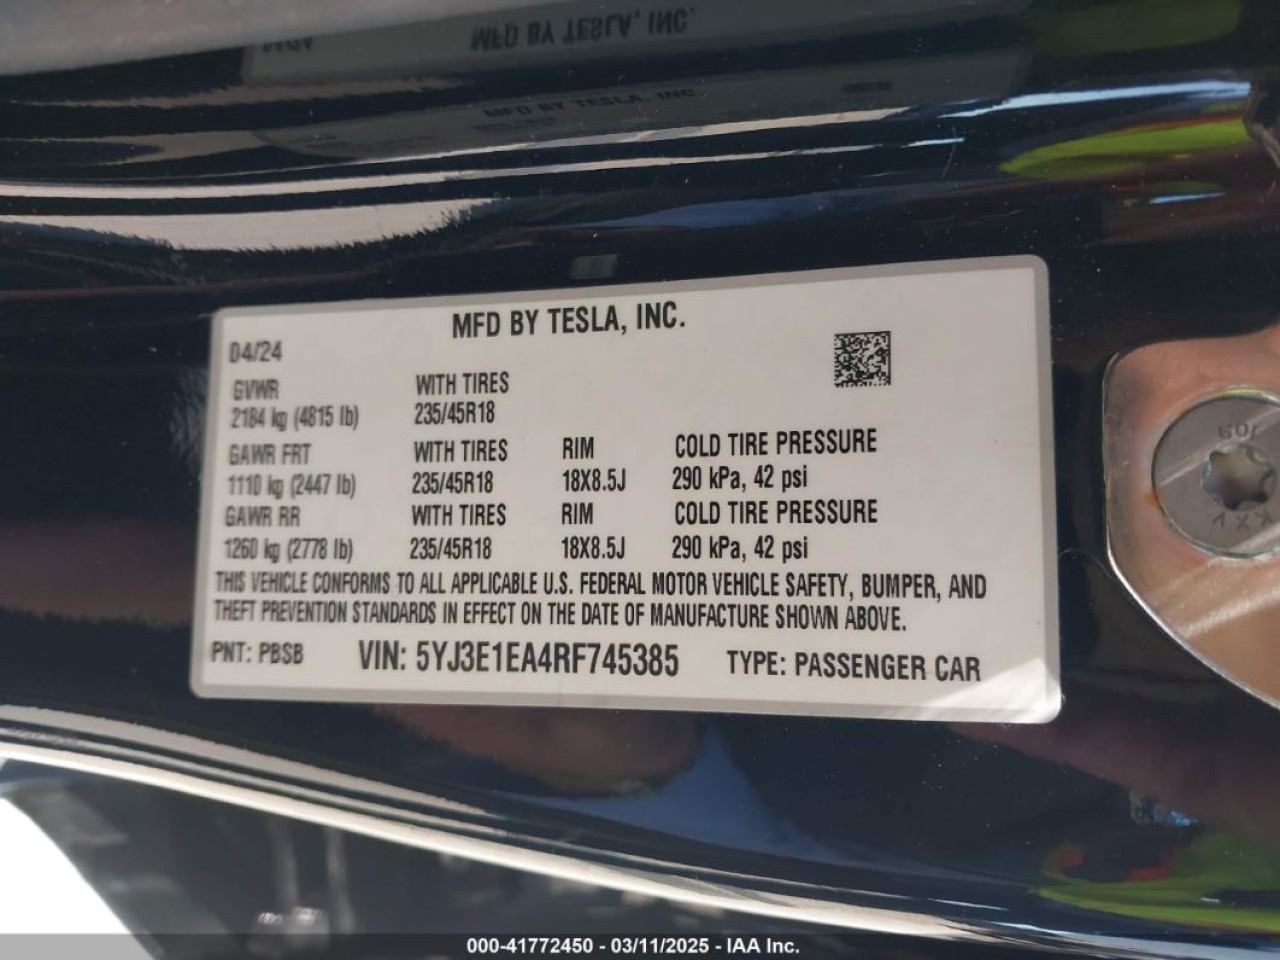 MFD BY TESLA, INC.
MFD BY TESLA, INC.
MFD BY TESLA, INC.
04/24
GVWR WITH TIRES
2184 kg (4815 lb) 235/45R18
GAWR FRT WITH TIRES RIM COLD TIRE PRESSURE
1110 kg (2447 lb) 235/45R18 18X8.5J 290 kPa, 42 psi
GAWR RR WITH TIRES RIM COLD TIRE PRESSURE
1260 kg (2778 lb) 235/45R18 18X8.5J 290 kPa, 42 psi
THIS VEHICLE CONFORMS TO ALL APPLICABLE U.S. FEDERAL MOTOR VEHICLE SAFETY, BUMPER, AND
THEFT PREVENTION STANDARDS IN EFFECT ON THE DATE OF MANUFACTURE SHOWN ABOVE.
PNT: PBSB VIN: 5YJ3E1EA4RF745385 TYPE: PASSENGER CAR
KXY
000-41772450 - 03/11/2025 - IAA Inc.